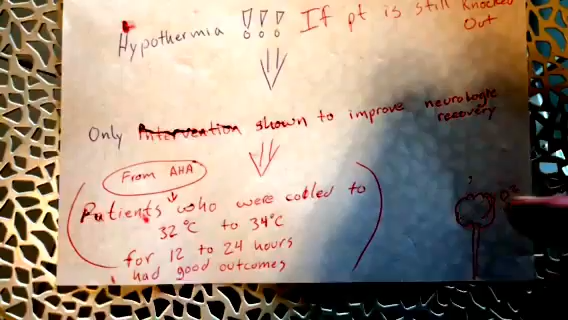 Hypothermia !!! If pt is still Knocked
Out
Only Intervention shown to improve neurologic
recovery
From AHA
Patients who were cooled to
32°C to 34°C
for 12 to 24 hours
had good outcomes